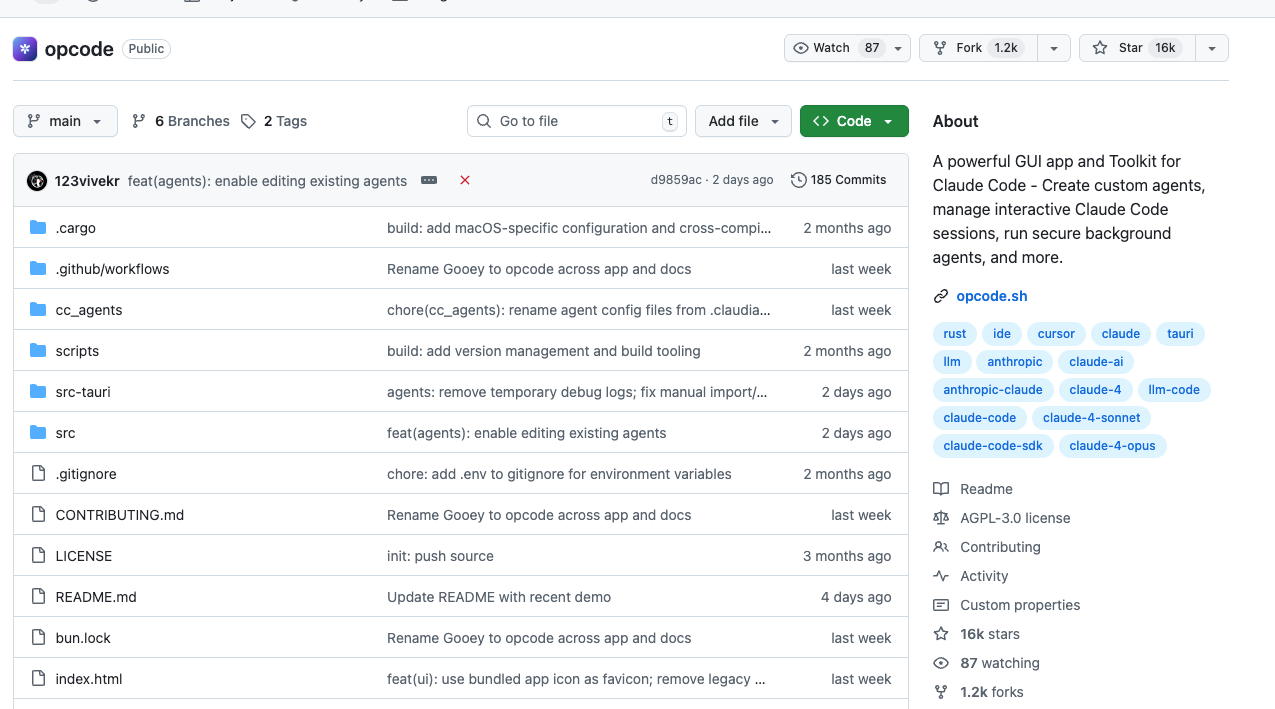 opcode Public Watch 87 Fork 1.2k Star 16k
main 6 Branches 2 Tags Go to file t Add file Code
123vivekr feat(agents): enable editing existing agents d9859ac · 2 days ago 185 Commits
.cargo build: add macOS-specific configuration and cross-compi... 2 months ago
.github/workflows Rename Gooey to opcode across app and docs last week
cc_agents chore(cc_agents): rename agent config files from .claudia... last week
scripts build: add version management and build tooling 2 months ago
src-tauri agents: remove temporary debug logs; fix manual import/... 2 days ago
src feat(agents): enable editing existing agents 2 days ago
.gitignore chore: add .env to gitignore for environment variables 2 months ago
CONTRIBUTING.md Rename Gooey to opcode across app and docs last week
LICENSE init: push source 3 months ago
README.md Update README with recent demo 4 days ago
bun.lock Rename Gooey to opcode across app and docs last week
index.html feat(ui): use bundled app icon as favicon; remove legacy ... last week
About
A powerful GUI app and Toolkit for
Claude Code - Create custom agents,
manage interactive Claude Code
sessions, run secure background
agents, and more.
opcode.sh
rust ide cursor claude tauri
llm anthropic claude-ai
anthropic-claude claude-4 llm-code
claude-code claude-4-sonnet
claude-code-sdk claude-4-opus
Readme
AGPL-3.0 license
Contributing
Activity
Custom properties
16k stars
87 watching
1.2k forks